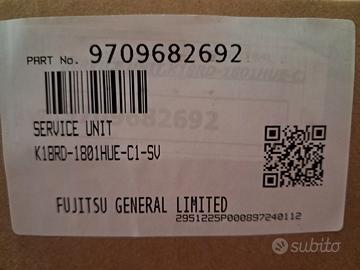 PART No. 9709682692
SERVICE UNIT
K18RD-1801HUE-C1-SV
FUJITSU GENERAL LIMITED
2951225P000897240112
subito